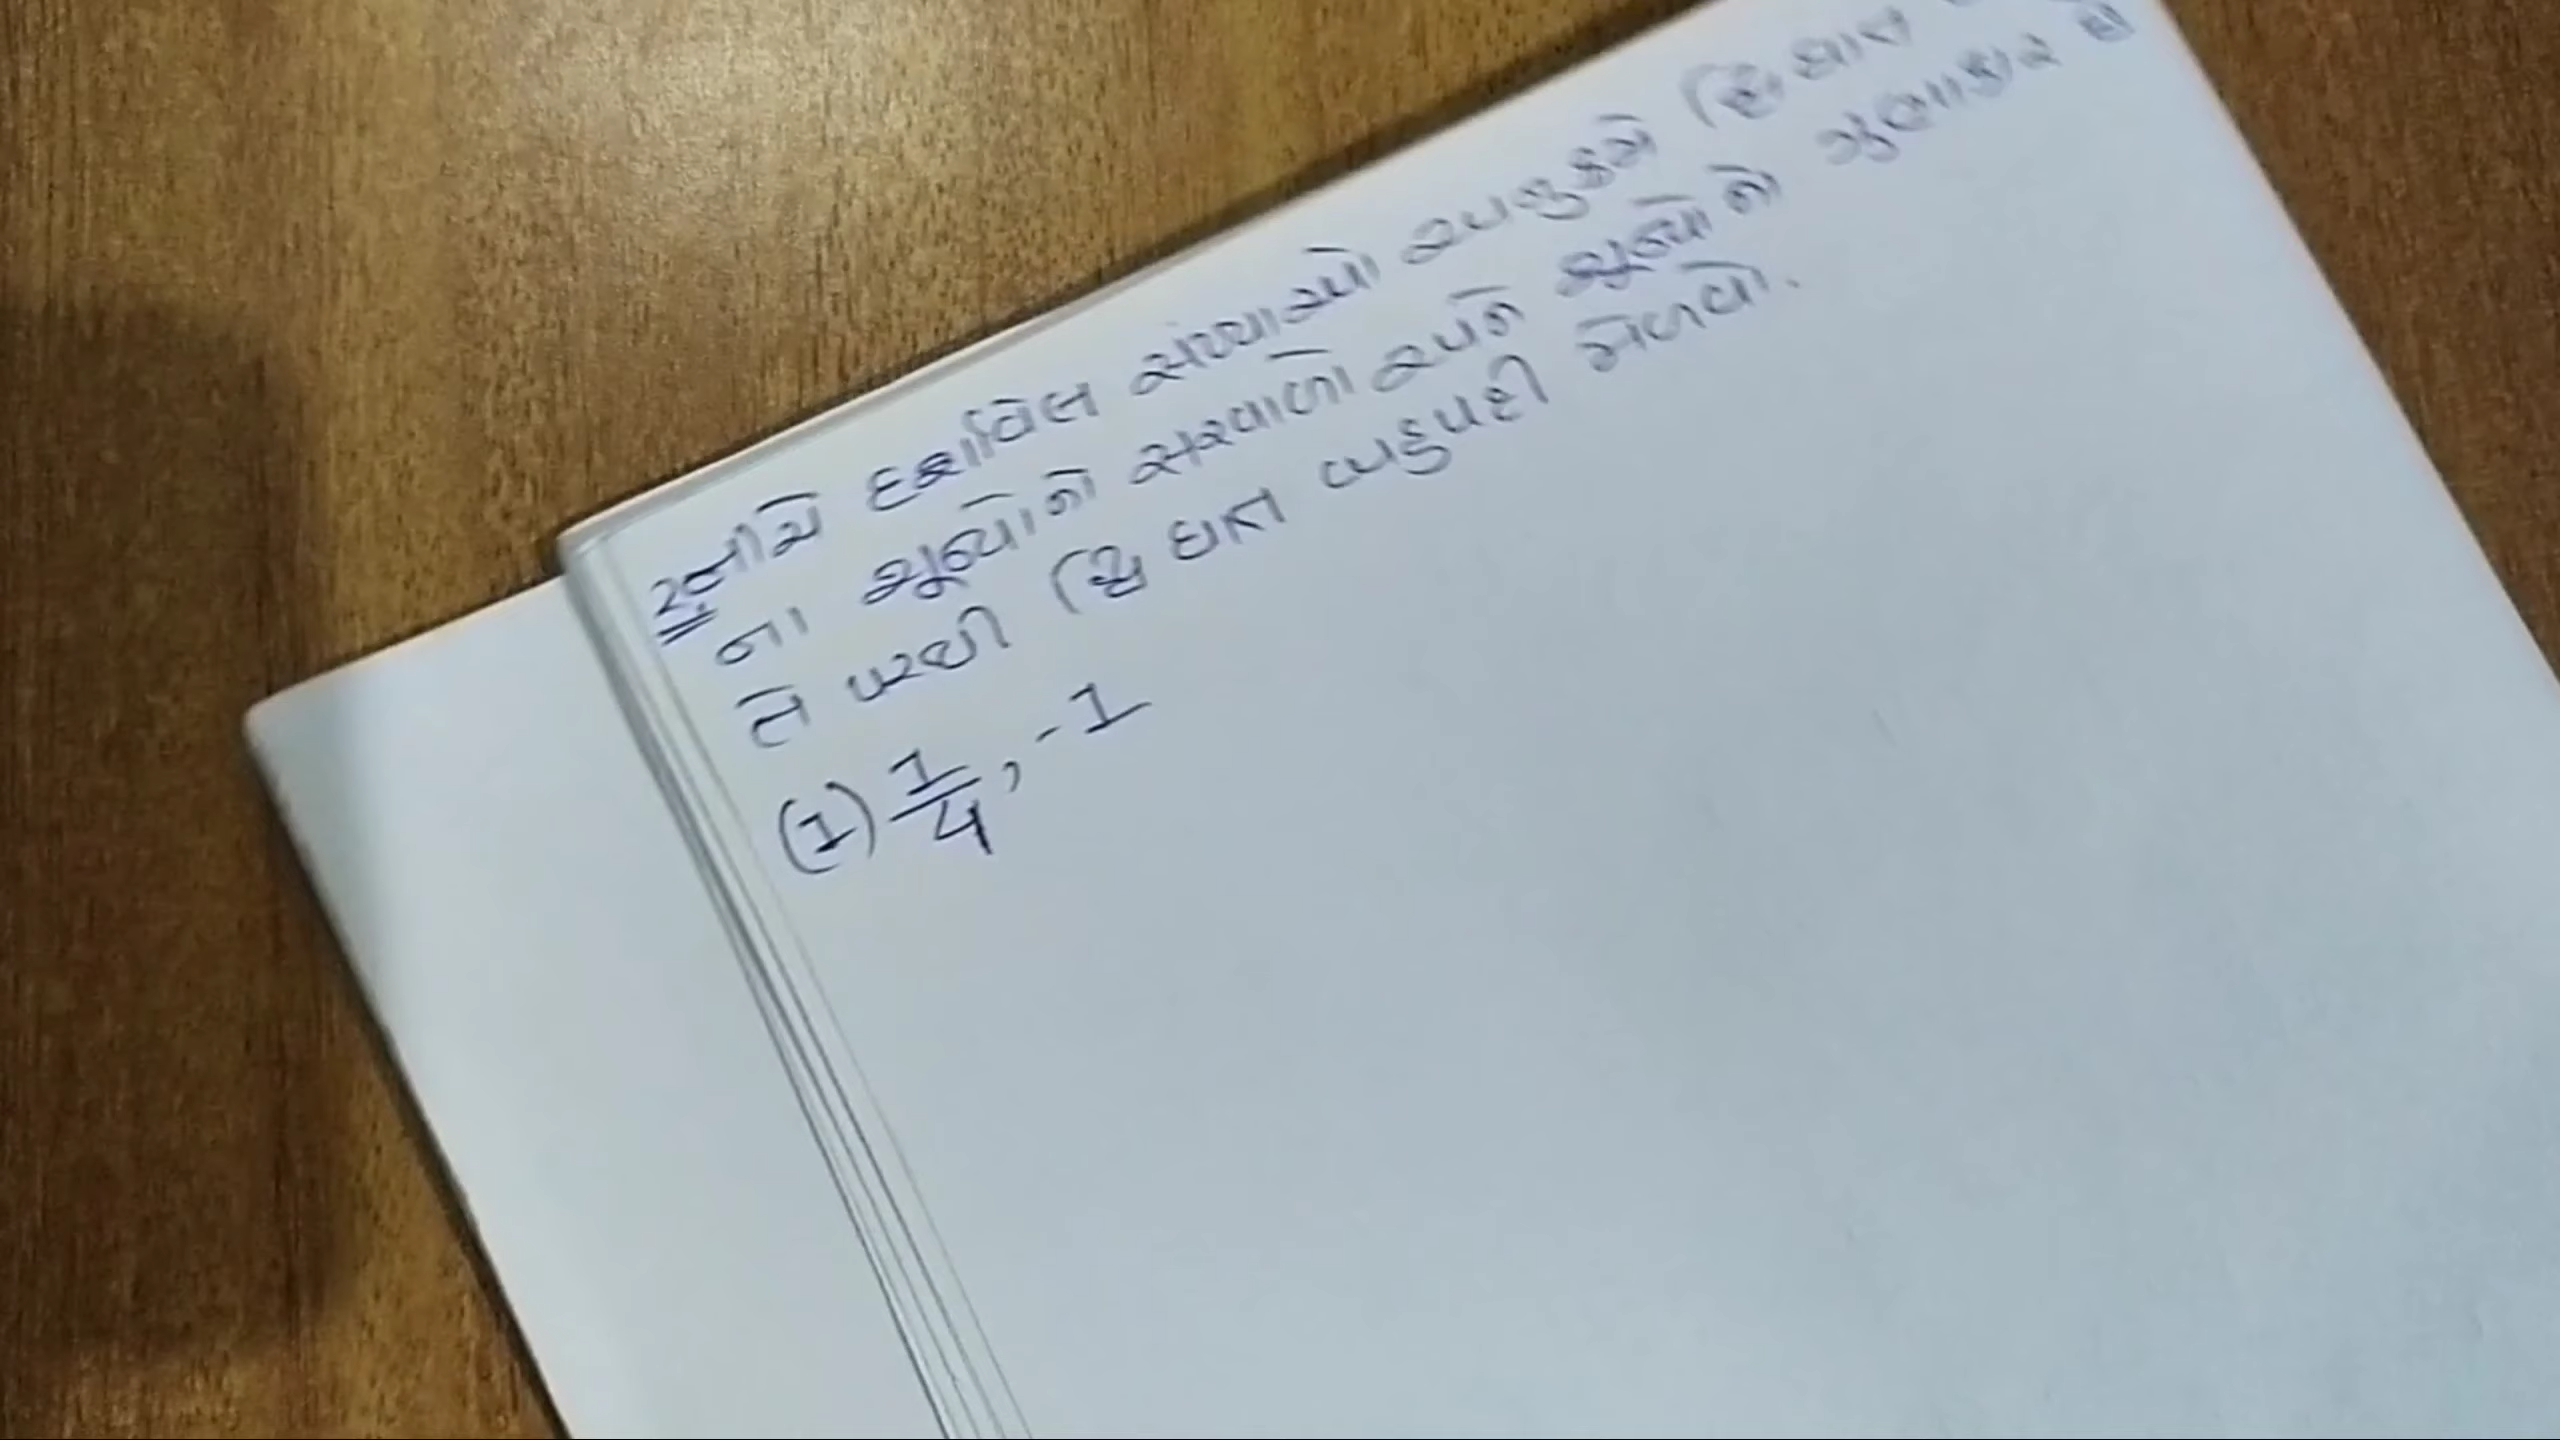 2. નીચે દર્શાવેલ સંખ્યાઓ અનુક્રમે દ્વિઘાત
ના શૂન્યોનો સરવાળો અને શૂન્યોનો ગુણાકાર હો
તે પરથી દ્વિઘાત બહુપદી મેળવો.
(1) 1/4, -1